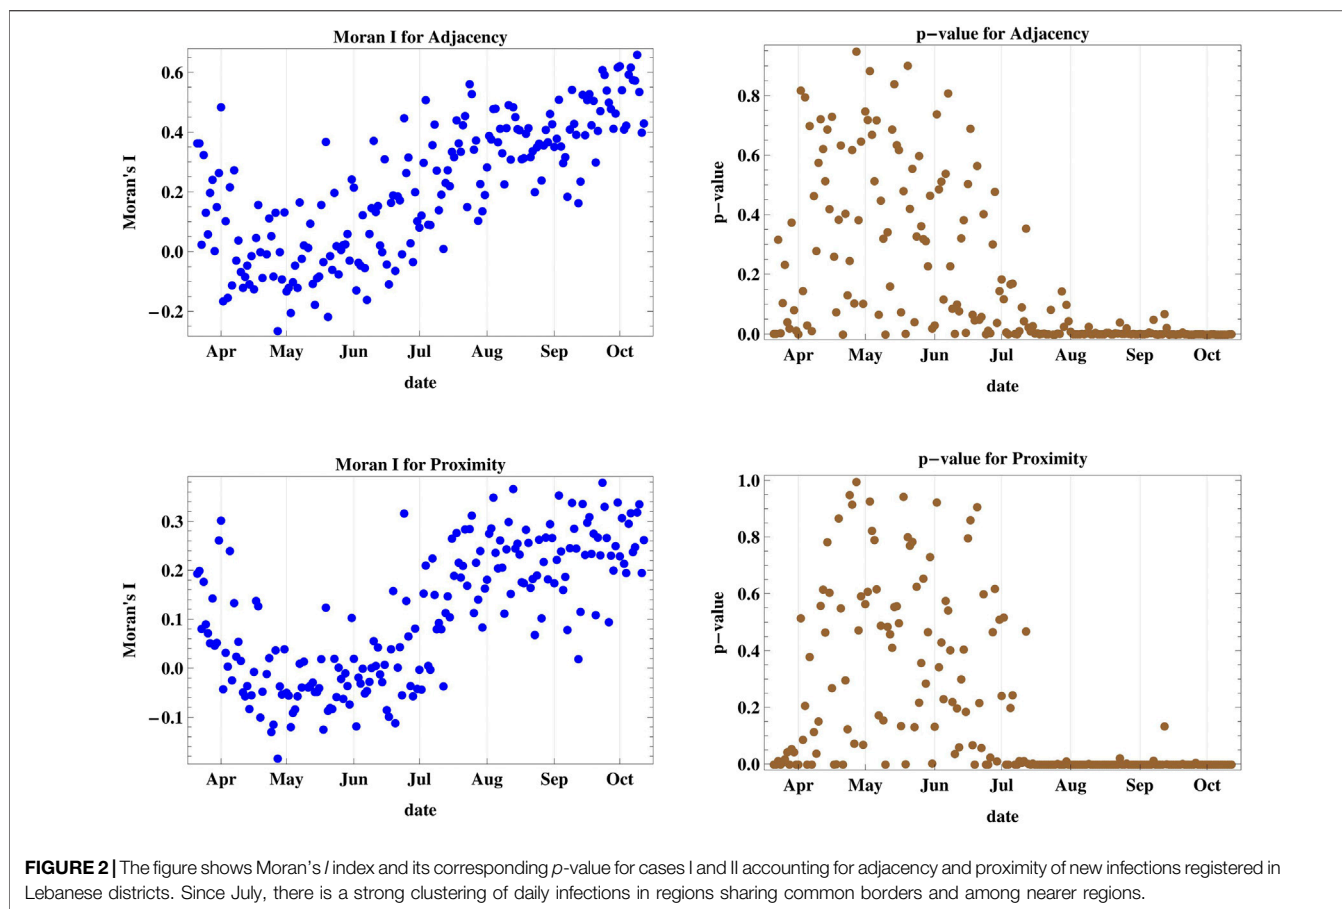 Moran I for Adjacency
Moran's I
0.6
0.4
0.2
0.0
−0.2
Apr May Jun Jul Aug Sep Oct
date
p−value for Adjacency
p−value
0.8
0.6
0.4
0.2
0.0
Apr May Jun Jul Aug Sep Oct
date
Moran I for Proximity
Moran's I
0.3
0.2
0.1
0.0
−0.1
Apr May Jun Jul Aug Sep Oct
date
p−value for Proximity
p−value
1.0
0.8
0.6
0.4
0.2
0.0
Apr May Jun Jul Aug Sep Oct
date
FIGURE 2 | The figure shows Moran's I index and its corresponding p-value for cases I and II accounting for adjacency and proximity of new infections registered in
Lebanese districts. Since July, there is a strong clustering of daily infections in regions sharing common borders and among nearer regions.